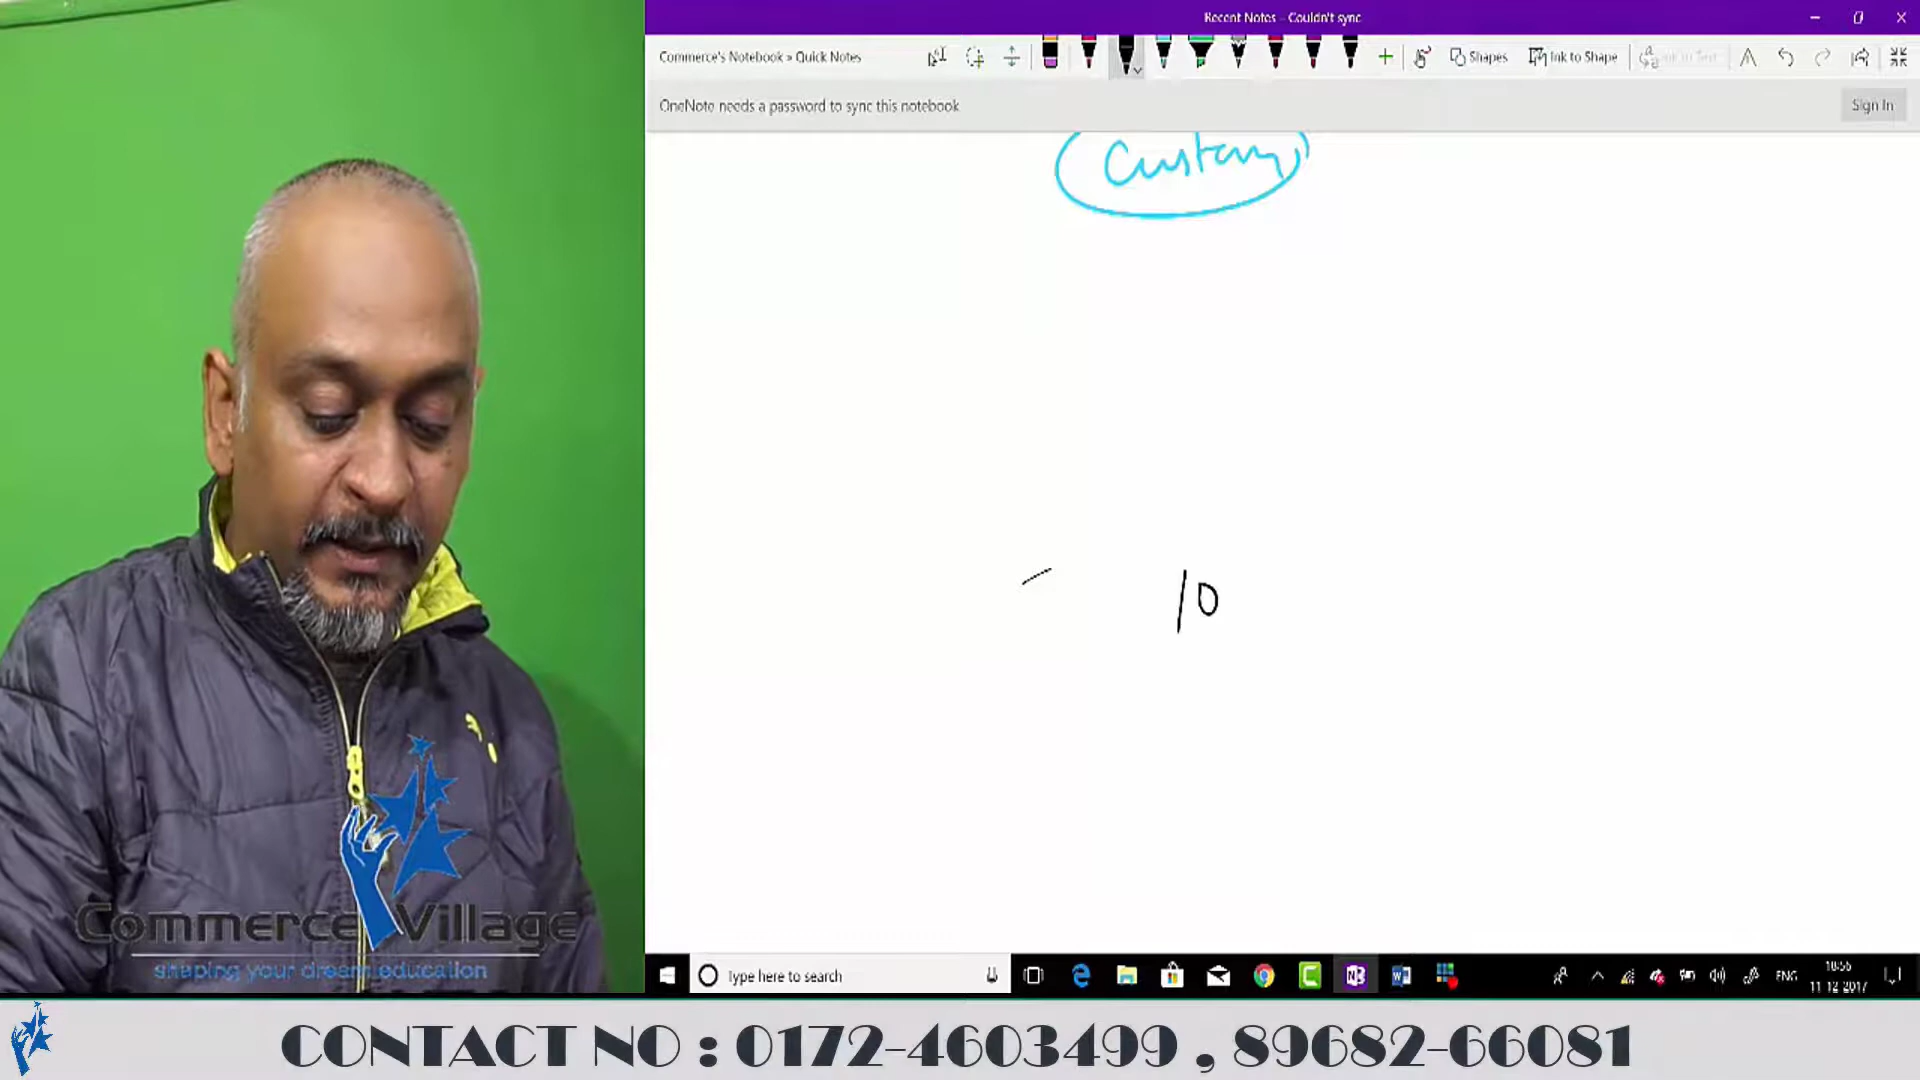 Recent Notes - Couldn't sync
Commerce's Notebook » Quick Notes
Shapes
Ink to Shape
OneNote needs a password to sync this notebook
Sign In
10
Commerce Village
shaping your dream education
Type here to search
ENG
11-12-2017
CONTACT NO : 0172-4603499 , 89682-66081